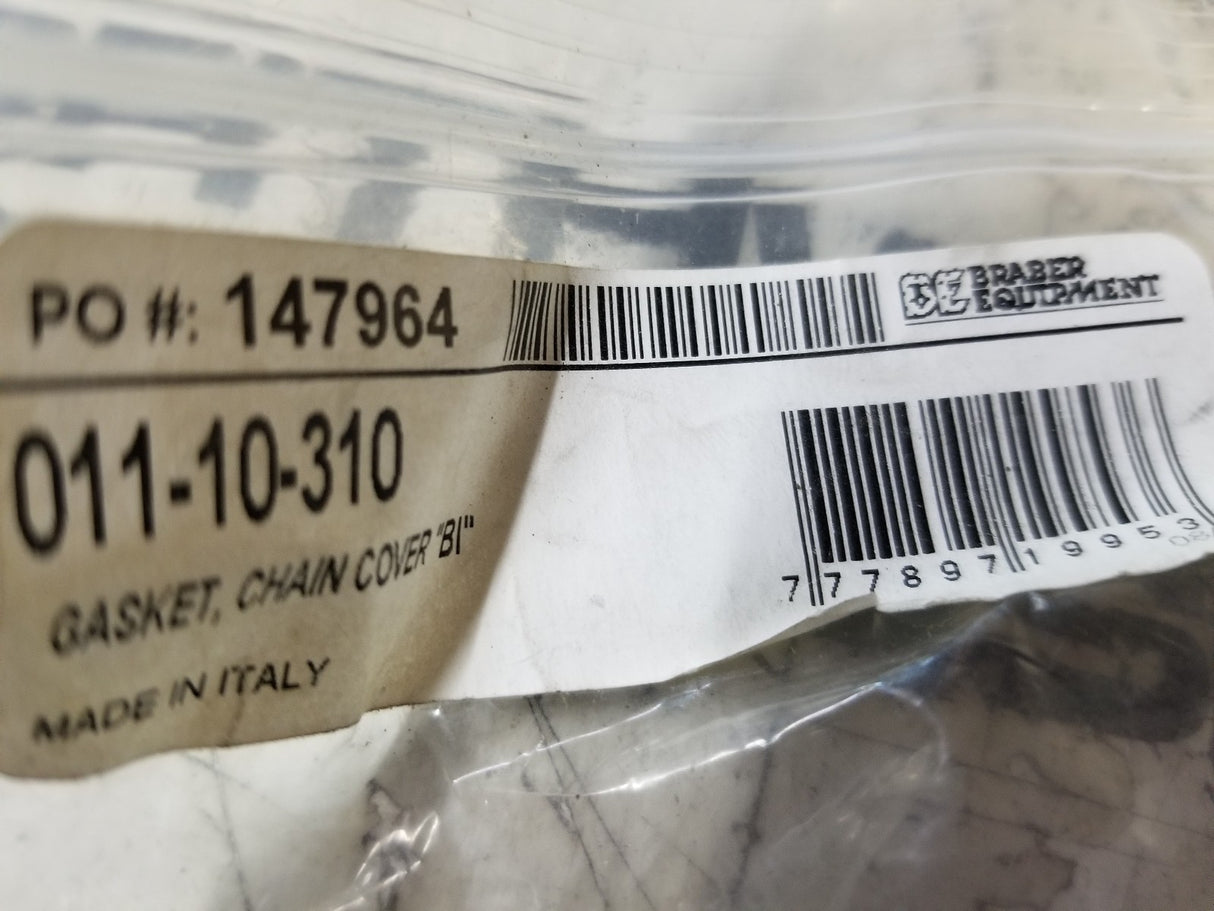 PO #: 147964
BRABER
EQUIPMENT
011-10-310
GASKET, CHAIN COVER "BI"
MADE IN ITALY
7 77897 19953